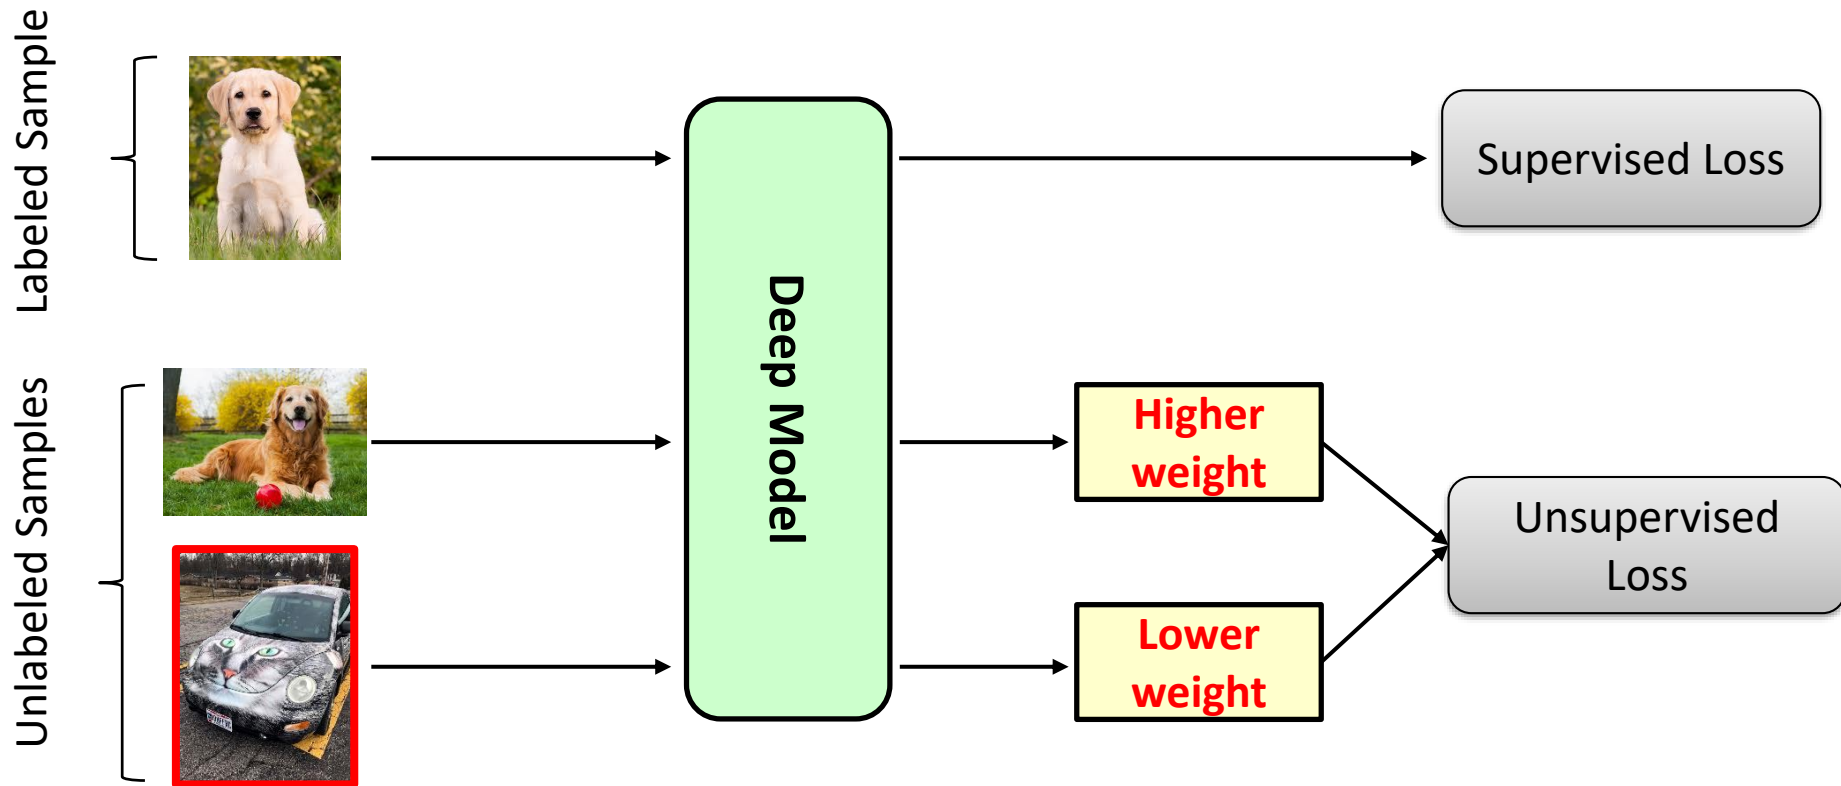 Labeled Sample
Supervised Loss
Deep Model
Unlabeled Samples
Higher
weight
Unsupervised
Loss
Lower
weight